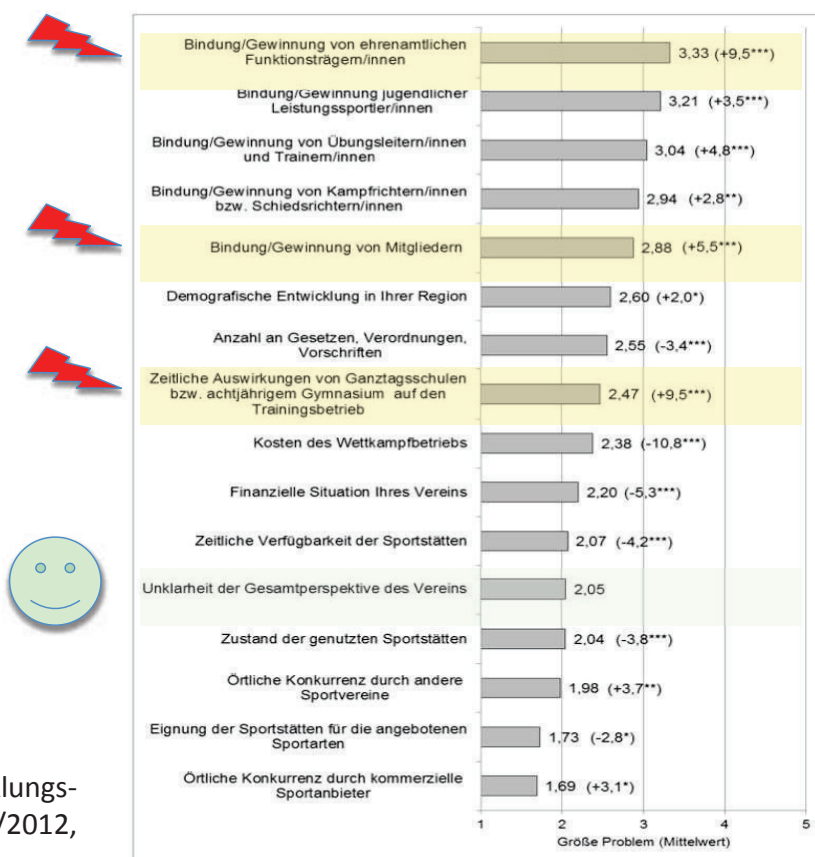 Bindung/Gewinnung von ehrenamtlichen
Funktionsträgern/innen
3,33 (+9,5***)
Bindung/Gewinnung jugendlicher
Leistungssportler/innen
3,21 (+3,5***)
Bindung/Gewinnung von Übungsleitern/innen
und Trainern/innen
3,04 (+4,8***)
Bindung/Gewinnung von Kampfrichtern/innen
bzw. Schiedsrichtern/innen
2,94 (+2,8**)
Bindung/Gewinnung von Mitgliedern
2,88 (+5,5***)
Demografische Entwicklung in Ihrer Region
2,60 (+2,0*)
Anzahl an Gesetzen, Verordnungen,
Vorschriften
2,55 (-3,4***)
Zeitliche Auswirkungen von Ganztagsschulen
bzw. achtjährigem Gymnasium auf den
Trainingsbetrieb
2,47 (+9,5***)
Kosten des Wettkampfbetriebs
2,38 (-10,8***)
Finanzielle Situation Ihres Vereins
2,20 (-5,3***)
Zeitliche Verfügbarkeit der Sportstätten
2,07 (-4,2***)
Unklarheit der Gesamtperspektive des Vereins
2,05
Zustand der genutzten Sportstätten
2,04 (-3,8***)
Örtliche Konkurrenz durch andere
Sportvereine
1,98 (+3,7**)
Eignung der Sportstätten für die angebotenen
Sportarten
1,73 (-2,8*)
Örtliche Konkurrenz durch kommerzielle
Sportanbieter
1,69 (+3,1*)
1 2 3 4 5
Größe Problem (Mittelwert)
klungs-
/2012,